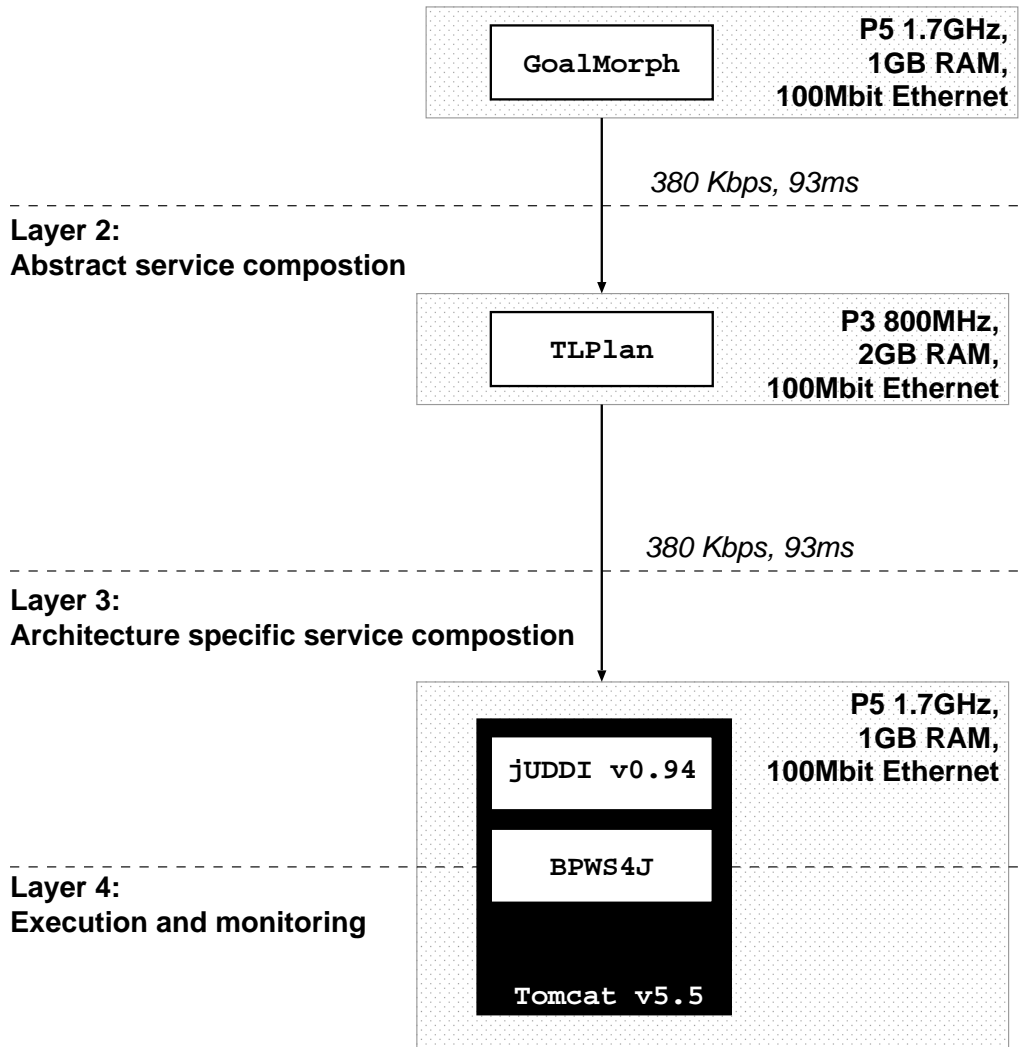 GoalMorph
P5 1.7GHz,
1GB RAM,
100Mbit Ethernet
380 Kbps, 93ms
Layer 2:
Abstract service compostion
TLPlan
P3 800MHz,
2GB RAM,
100Mbit Ethernet
380 Kbps, 93ms
Layer 3:
Architecture specific service compostion
P5 1.7GHz,
1GB RAM,
100Mbit Ethernet
jUDDI v0.94
BPWS4J
Layer 4:
Execution and monitoring
Tomcat v5.5